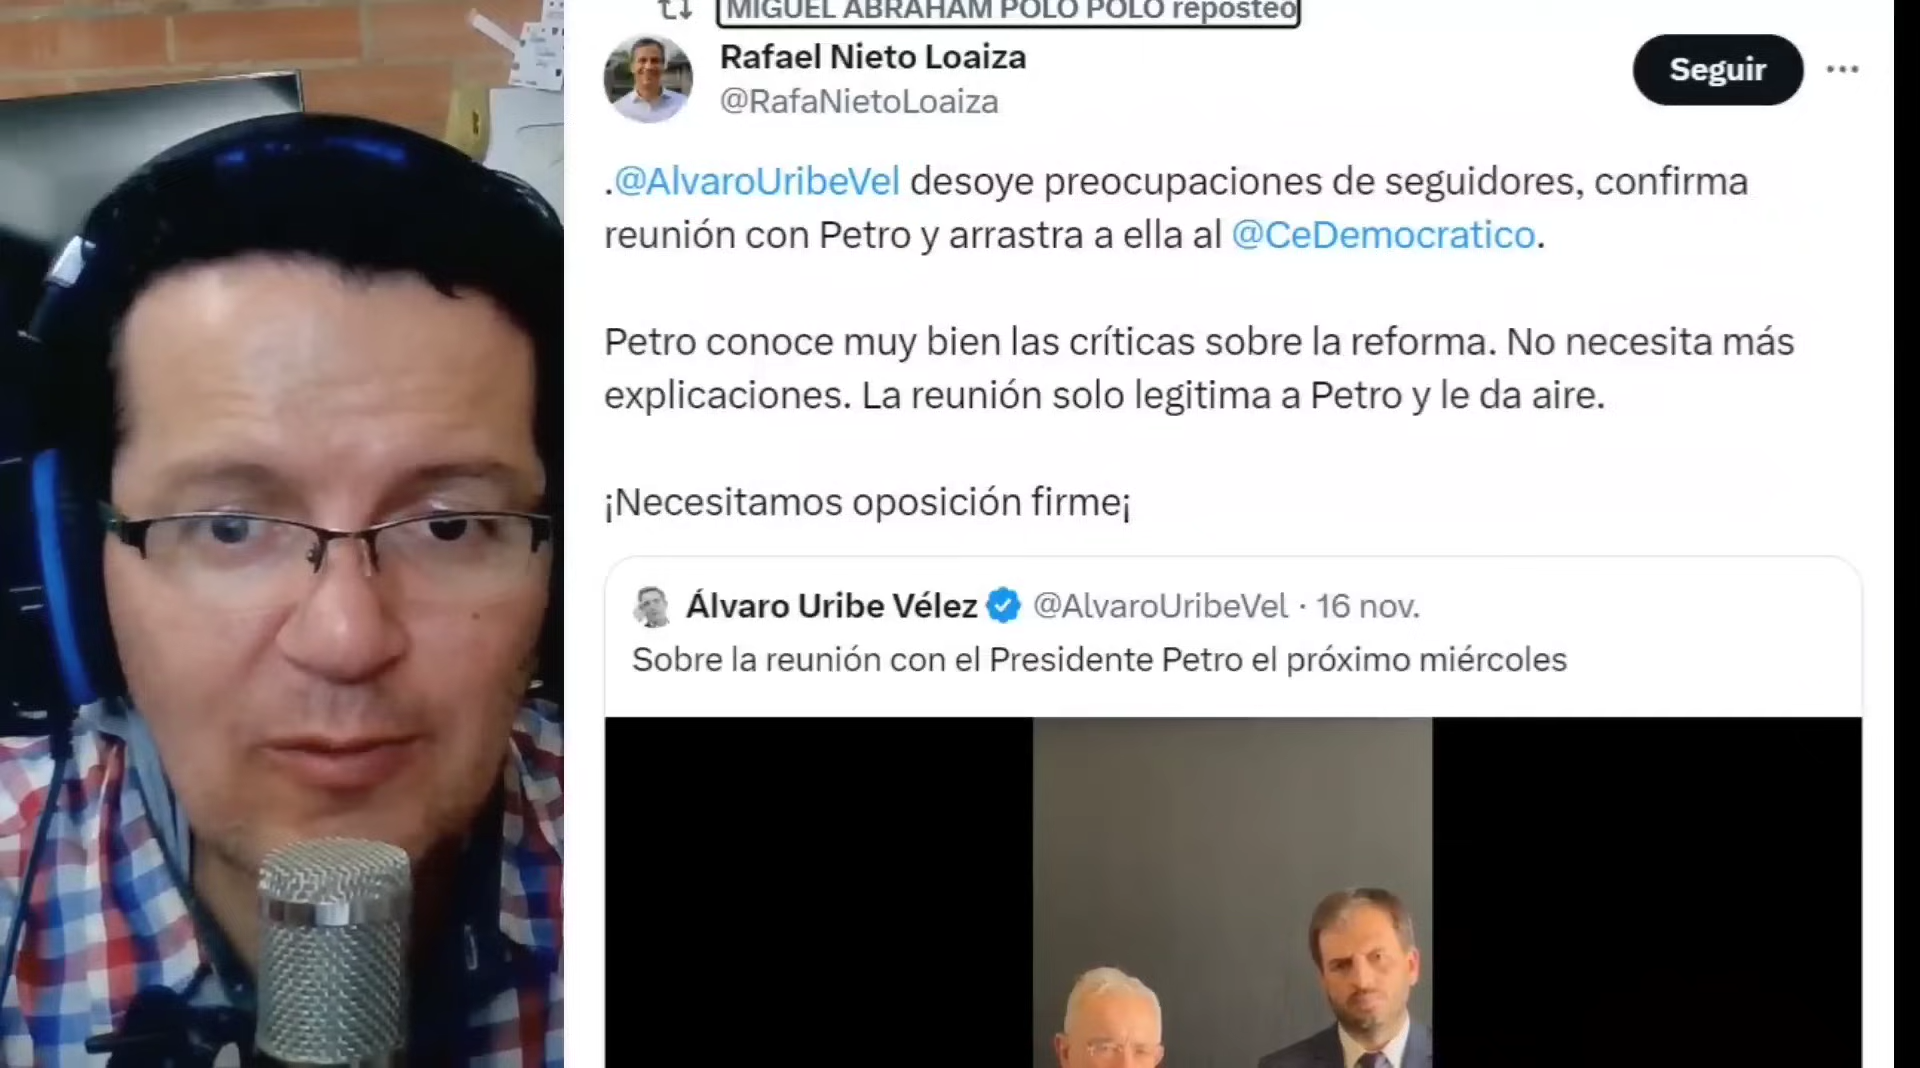 MIGUEL ABRAHAM POLO POLO reposteó
Rafael Nieto Loaiza
@RafaNietoLoaiza
Seguir
.@AlvaroUribeVel desoye preocupaciones de seguidores, confirma
reunión con Petro y arrastra a ella al @CeDemocratico.
Petro conoce muy bien las críticas sobre la reforma. No necesita más
explicaciones. La reunión solo legitima a Petro y le da aire.
¡Necesitamos oposición firme¡
Álvaro Uribe Vélez @AlvaroUribeVel · 16 nov.
Sobre la reunión con el Presidente Petro el próximo miércoles